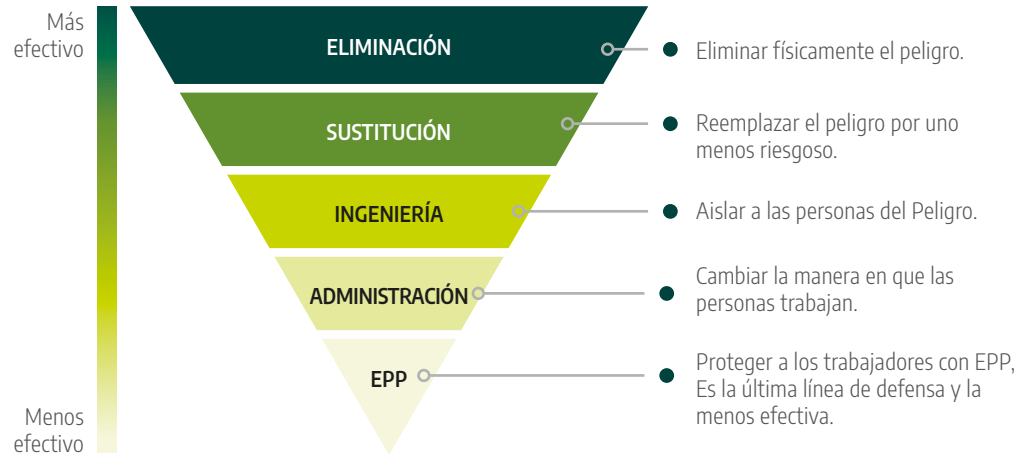 Más
efectivo
ELIMINACIÓN
Eliminar físicamente el peligro.
SUSTITUCIÓN
Reemplazar el peligro por uno
menos riesgoso.
INGENIERÍA
Aislar a las personas del Peligro.
ADMINISTRACIÓN
Cambiar la manera en que las
personas trabajan.
EPP
Proteger a los trabajadores con EPP,
Es la última línea de defensa y la
menos efectiva.
Menos
efectivo